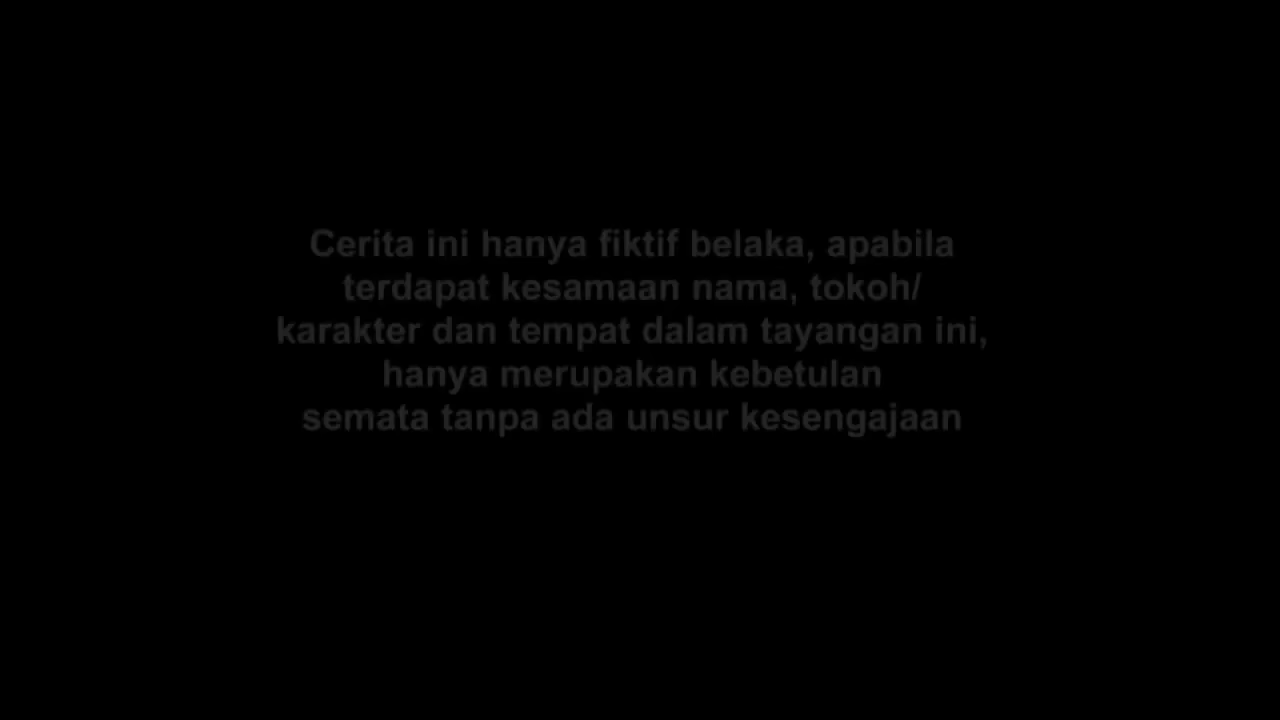 Cerita ini hanya fiktif belaka, apabila
terdapat kesamaan nama, tokoh/
karakter dan tempat dalam tayangan ini,
hanya merupakan kebetulan
semata tanpa ada unsur kesengajaan